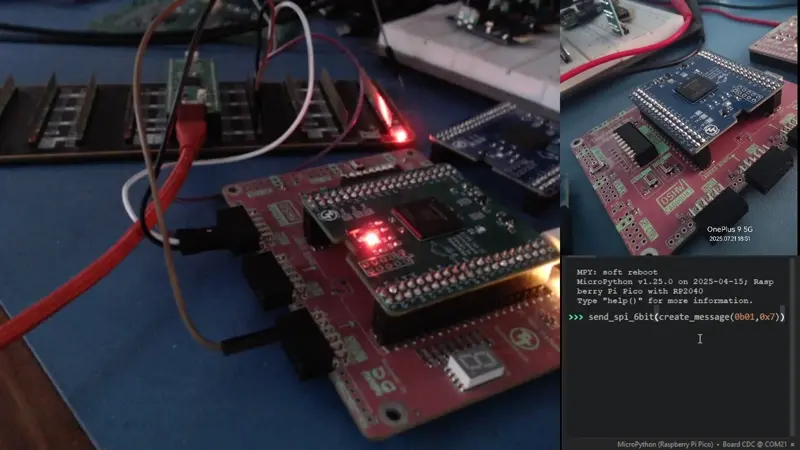 OnePlus 9 5G
2025.07.21 18:51
MPY: soft reboot
MicroPython v1.25.0 on 2025-04-15; Rasp
berry Pi Pico with RP2040
Type "help()" for more information.
>>> send_spi_6bit(create_message(0b01,0x7))
MicroPython (Raspberry Pi Pico) • Board CDC @ COM21